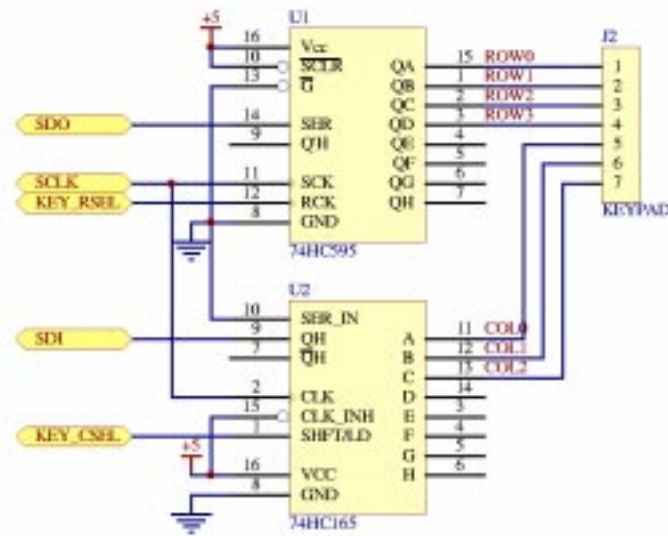 +5
U1
16 Vcc
10 SCLR
13 G
SDO 14 SER
9 Q'H
SCLK 11 SCK
KEY_RSEL 12 RCK
8 GND
QA 15 ROW0
QB 1 ROW1
QC 2 ROW2
QD 3 ROW3
QE 4
QF 5
QG 6
QH 7
74HC595
J2
1
2
3
4
5
6
7
KEYPAD
U2
10 SER_IN
SDI 9 QH
7 QH
2 CLK
15 CLK_INH
KEY_CSEL 1 SHFT/LD
+5
16 VCC
8 GND
A 11 COL0
B 12 COL1
C 13 COL2
D 14
E 3
F 4
G 5
H 6
74HC165